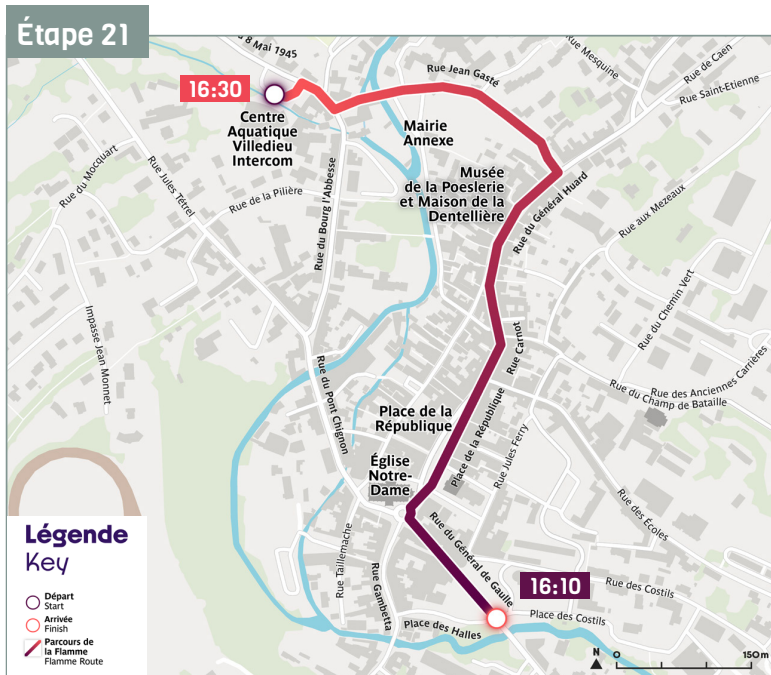 Étape 21
8 Mai 1945
16:30
Centre
Aquatique
Villedieu
Intercom
Rue Jean Gasté
Rue Mesquine
Rue de Caen
Rue Saint-Etienne
Mairie
Annexe
Musée
de la Poeslerie
et Maison de la
Dentellière
Rue du Mocquart
Rue Jules Tétrel
Rue de la Pilière
Rue du Bourg l'Abbesse
Rue du Général Huard
Rue aux Mezeaux
Rue du Chemin Vert
Impasse Jean Monnet
Rue du Pont Chignon
Rue Carnot
Rue des Anciennes Carrières
Rue du Champ de Bataille
Place de la
République
Place de la République
Rue Jules Ferry
Église
Notre-
Dame
Rue des Écoles
Rue du Général de Gaulle
Rue Taillemache
Rue Gambetta
16:10
Rue des Costils
Place des Costils
Place des Halles
Légende
Key
Départ
Start
Arrivée
Finish
Parcours de
la Flamme
Flamme Route
N
0
150m